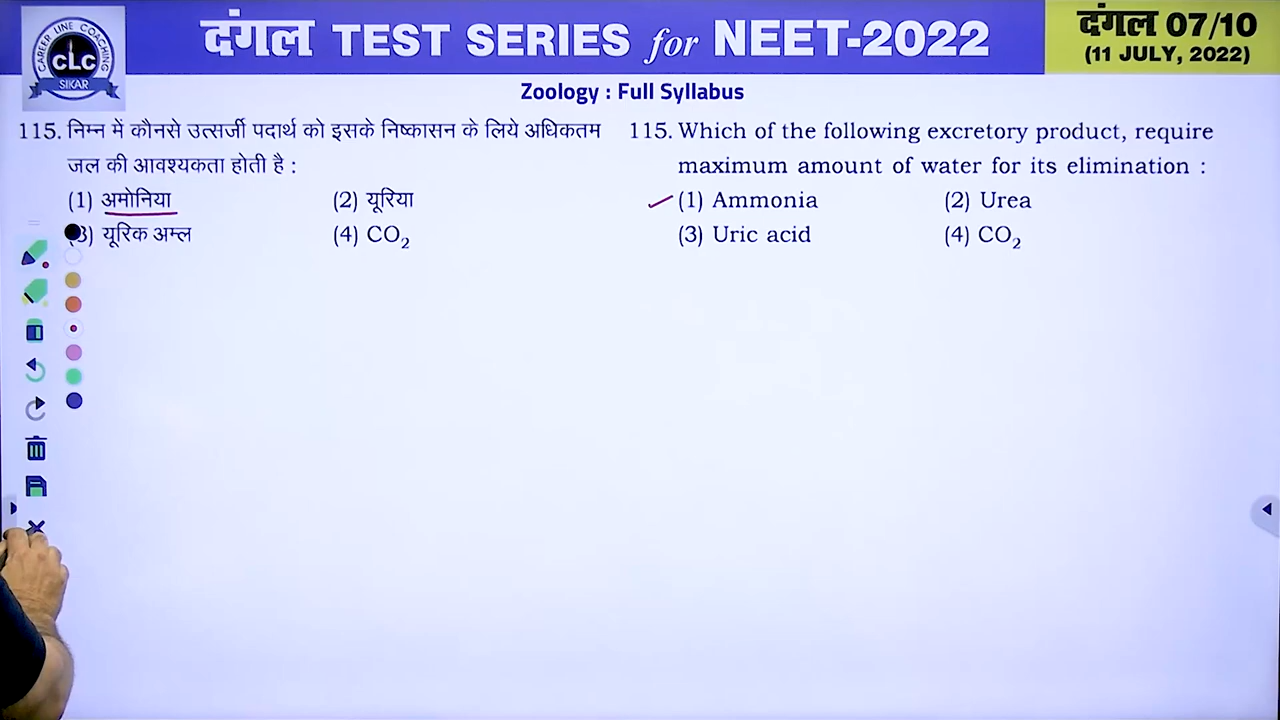 CAREER LINE COACHING
CLC
SIKAR
दंगल TEST SERIES for NEET-2022
दंगल 07/10
(11 JULY, 2022)
Zoology : Full Syllabus
115. निम्न में कौनसे उत्सर्जी पदार्थ को इसके निष्कासन के लिये अधिकतम
जल की आवश्यकता होती है :
(1) अमोनिया (2) यूरिया
(3) यूरिक अम्ल (4) CO₂
115. Which of the following excretory product, require
maximum amount of water for its elimination :
(1) Ammonia (2) Urea
(3) Uric acid (4) CO₂